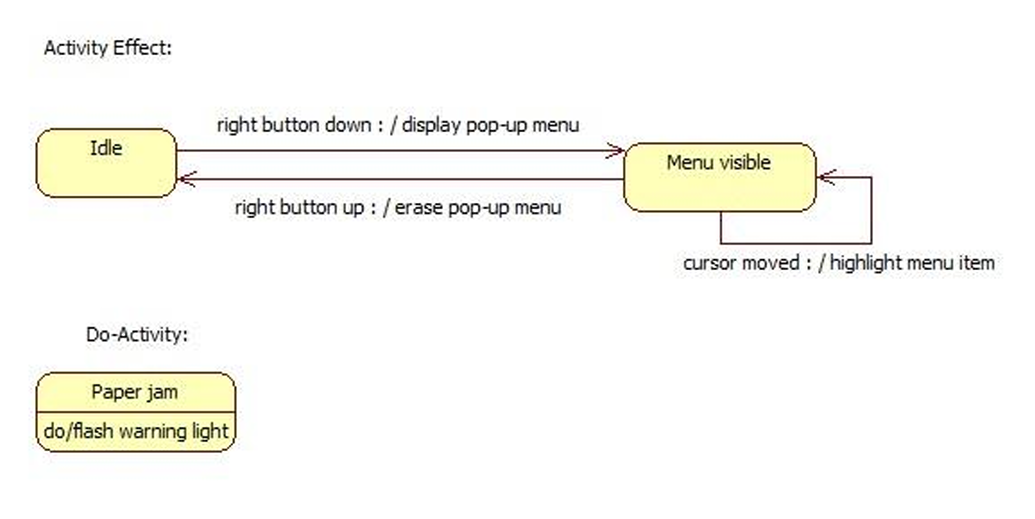 Activity Effect:
right button down : / display pop-up menu
Idle
Menu visible
right button up : / erase pop-up menu
cursor moved : / highlight menu item
Do-Activity:
Paper jam
do/flash warning light